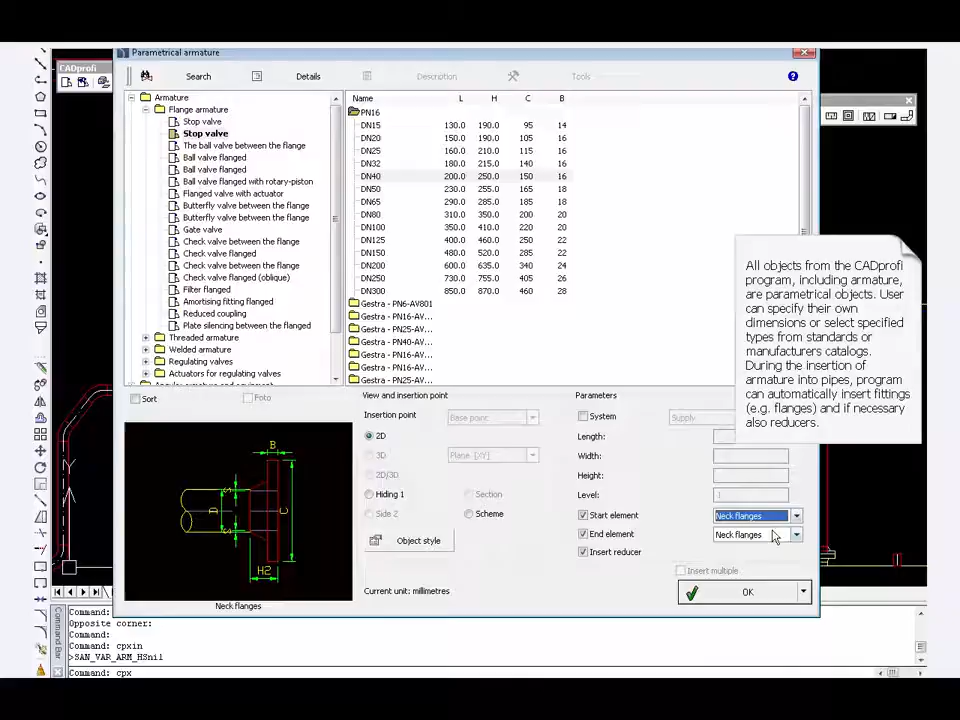 Parametrical armature
CADprofi
Search
Details
Description
Tools
Armature
Flange armature
Stop valve
Stop valve
The ball valve between the flange
Ball valve flanged
Ball valve flanged
Ball valve flanged with rotary-piston
Flanged valve with actuator
Butterfly valve between the flange
Butterfly valve between the flange
Gate valve
Check valve between the flange
Check valve flanged
Check valve between the flange
Check valve flanged (oblique)
Filter flanged
Amortising fitting flanged
Reduced coupling
Plate silencing between the flanged
Threaded armature
Welded armature
Regulating valves
Actuators for regulating valves
Name L H C B
PN16
DN15 130.0 190.0 95 14
DN20 150.0 190.0 105 16
DN25 160.0 210.0 115 16
DN32 180.0 215.0 140 16
DN40 200.0 250.0 150 16
DN50 230.0 255.0 165 18
DN65 290.0 285.0 185 18
DN80 310.0 350.0 200 20
DN100 350.0 410.0 220 20
DN125 400.0 460.0 250 22
DN150 480.0 520.0 285 22
DN200 600.0 635.0 340 24
DN250 730.0 755.0 405 26
DN300 850.0 870.0 460 28
Gestra - PN6-AV801
Gestra - PN16-AV...
Gestra - PN25-AV...
Gestra - PN40-AV...
Gestra - PN16-AV...
Gestra - PN16-AV...
Gestra - PN25-AV...
All objects from the CADprofi
program, including armature,
are parametrical objects. User
can specify their own
dimensions or select specified
types from standards or
manufacturers catalogs.
During the insertion of
armature into pipes, program
can automatically insert fittings
(e.g. flanges) and if necessary
also reducers.
Sort
Foto
View and insertion point
Insertion point
Base point
2D
3D
Plane [XY]
2D/3D
Hiding 1
Section
Side 2
Scheme
Object style
Current unit: millimetres
Parameters
System
Supply
Length:
Width:
Height:
Level:
1
Start element
Neck flanges
End element
Neck flanges
Insert reducer
Insert multiple
OK
B
S
D
C
S
H2
Neck flanges
Y
Command Bar
Command:
Opposite corner:
Command:
Command: cpxin
>SAN_VAR_ARM_HSnil
Command: cpx